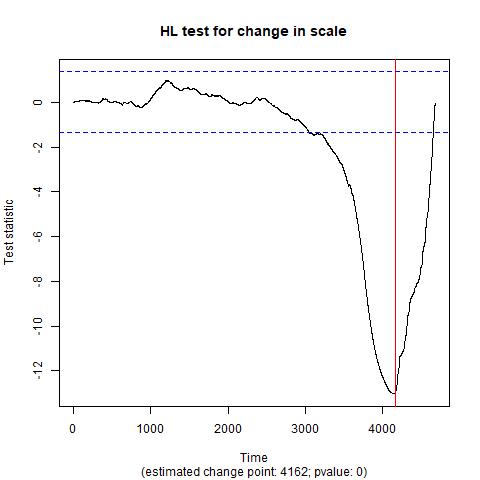 HL test for change in scale
Test statistic
0
-2
-4
-6
-8
-10
-12
0 1000 2000 3000 4000
Time
(estimated change point: 4162; pvalue: 0)